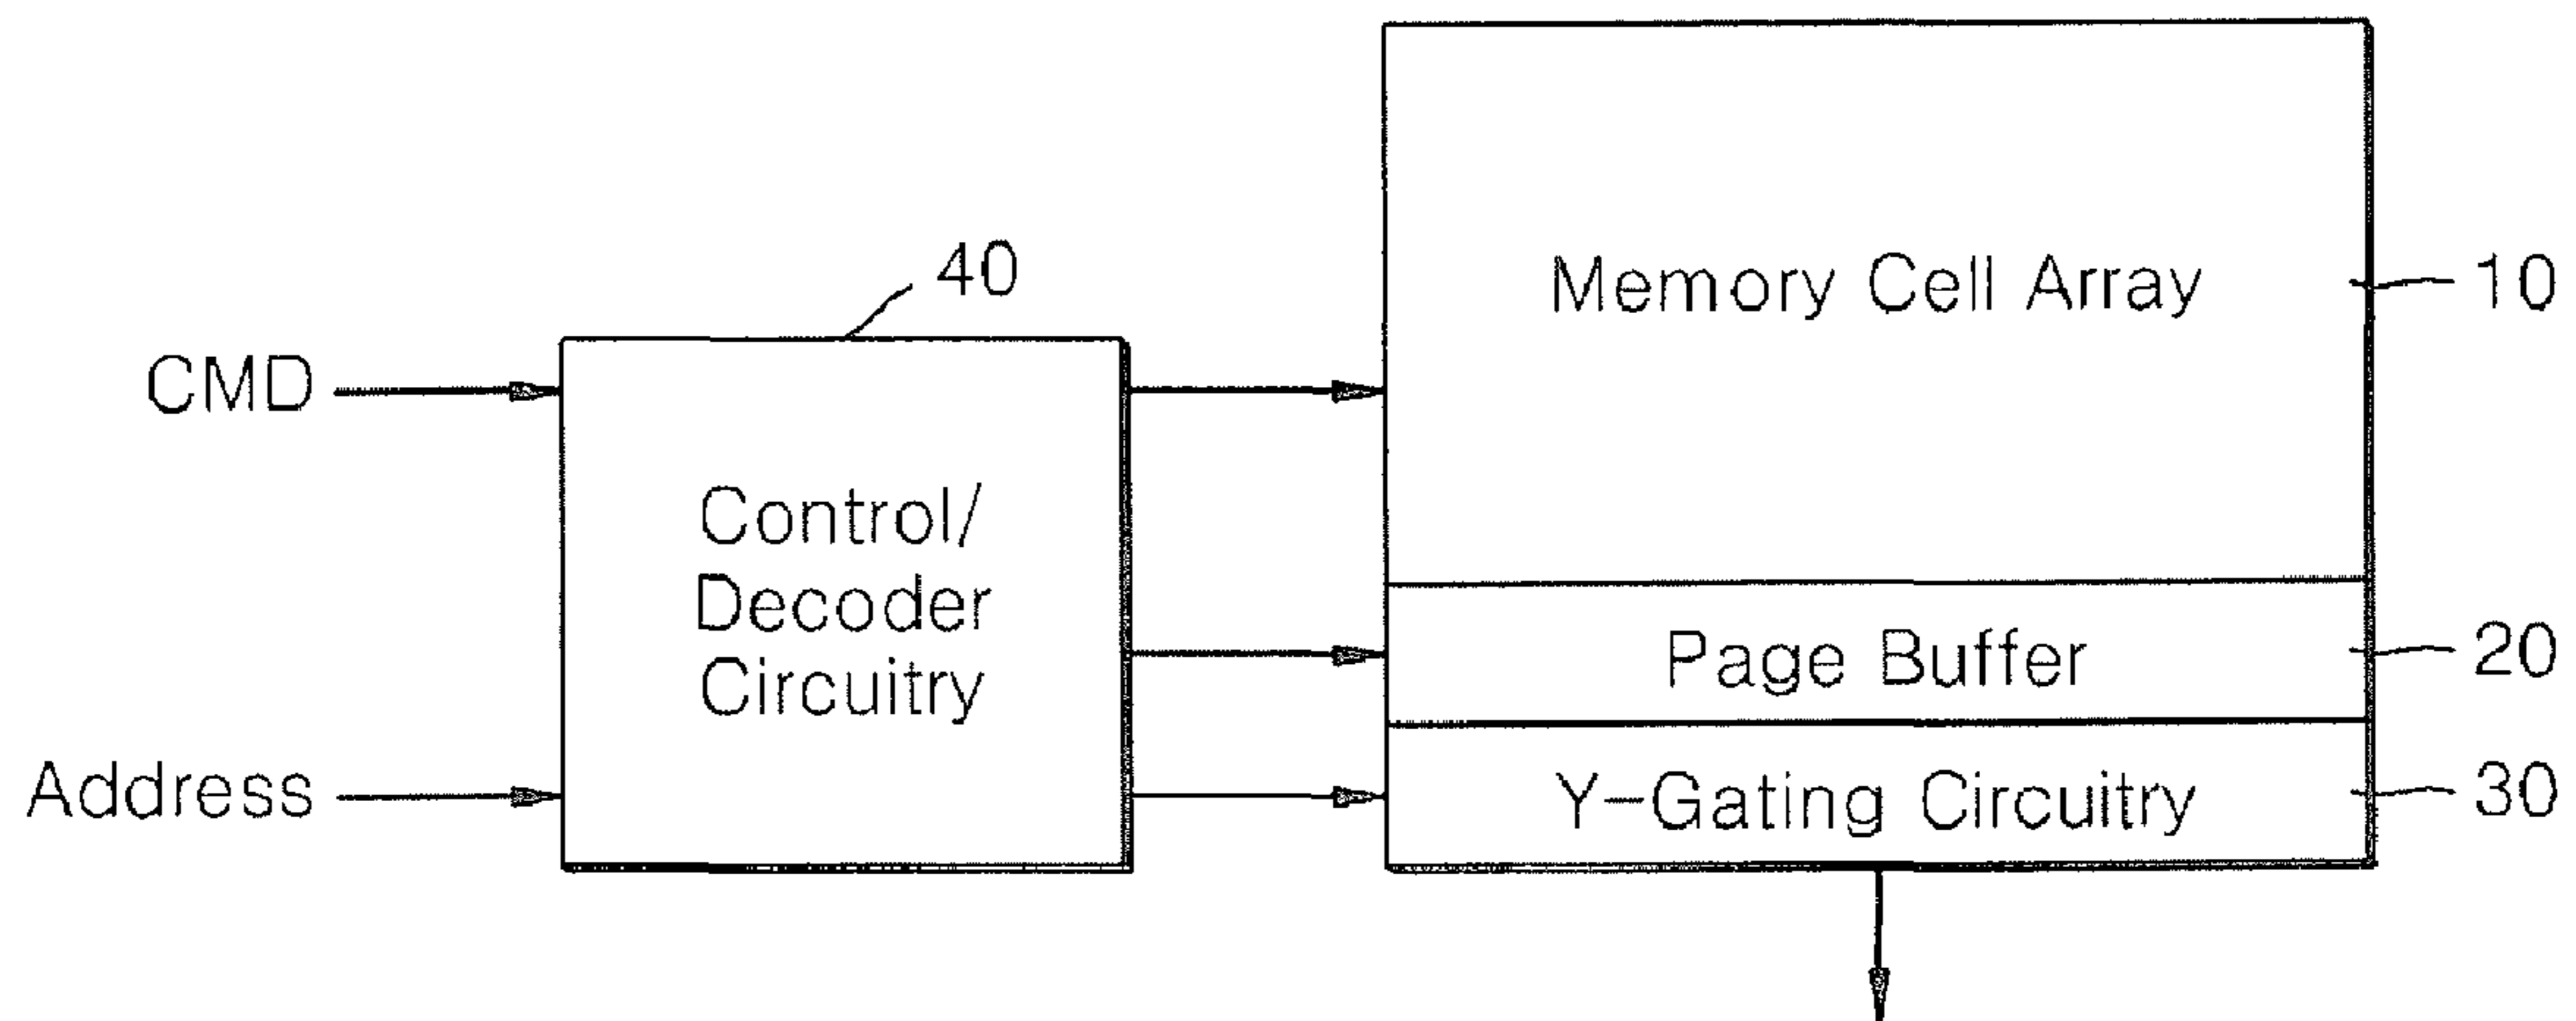 40
CMD
Control/
Decoder
Circuitry
Address
Memory Cell Array
10
Page Buffer
20
Y-Gating Circuitry
30